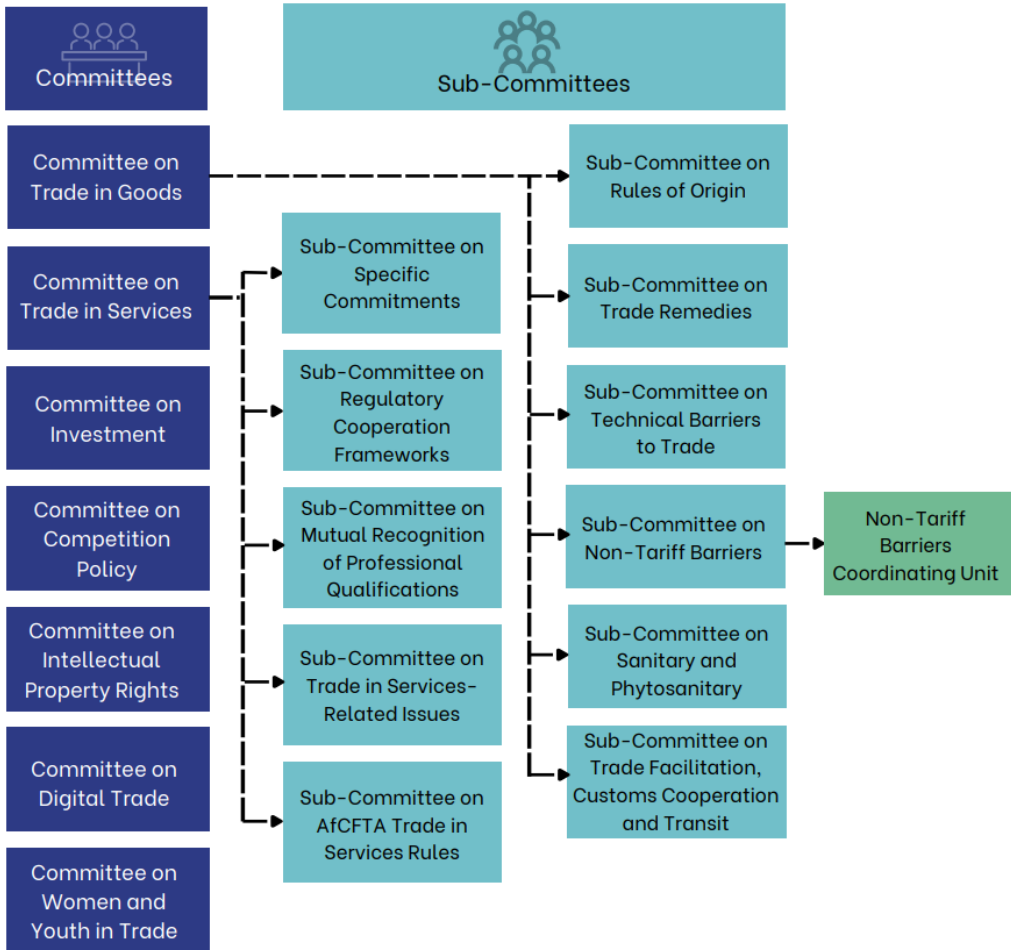 Committees
Sub-Committees
Committee on
Trade in Goods
Committee on
Trade in Services
Committee on
Investment
Committee on
Competition
Policy
Committee on
Intellectual
Property Rights
Committee on
Digital Trade
Committee on
Women and
Youth in Trade
Sub-Committee on
Specific
Commitments
Sub-Committee on
Regulatory
Cooperation
Frameworks
Sub-Committee on
Mutual Recognition
of Professional
Qualifications
Sub-Committee on
Trade in Services-
Related Issues
Sub-Committee on
AfCFTA Trade in
Services Rules
Sub-Committee on
Rules of Origin
Sub-Committee on
Trade Remedies
Sub-Committee on
Technical Barriers
to Trade
Sub-Committee on
Non-Tariff Barriers
Sub-Committee on
Sanitary and
Phytosanitary
Sub-Committee on
Trade Facilitation,
Customs Cooperation
and Transit
Non-Tariff
Barriers
Coordinating Unit